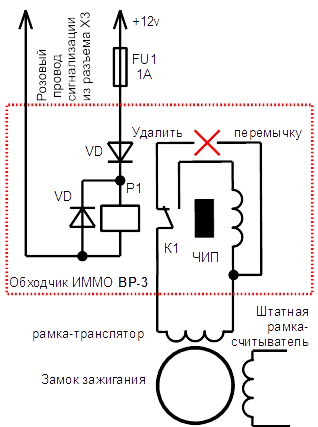 Розовый
провод
сигнализации
из разъема Х3
+12v
FU1
1A
Удалить перемычку
VD
P1
VD
K1
ЧИП
Обходчик ИММО BP-3
рамка-транслятор
Штатная
рамка-
считыватель
Замок зажигания